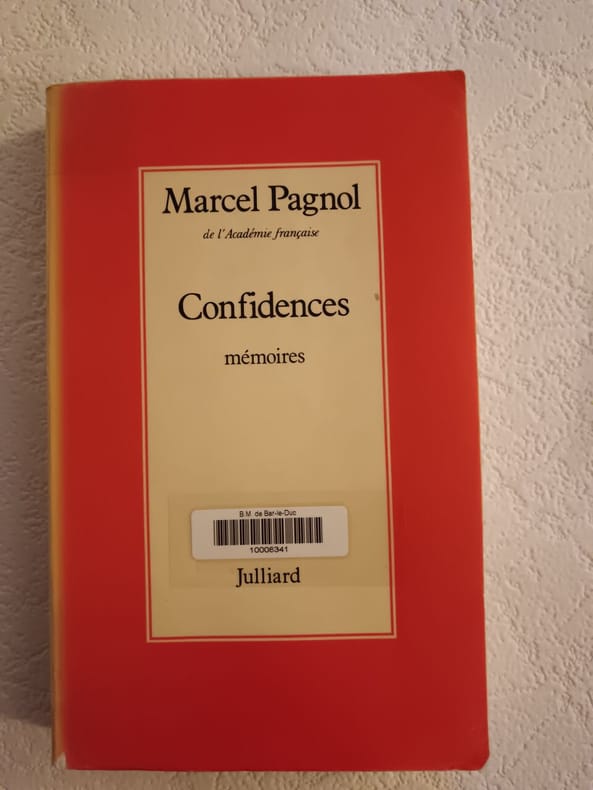 Marcel Pagnol
de l'Académie française
Confidences
mémoires
B.M. de Bar-le-Duc
10006341
Julliard